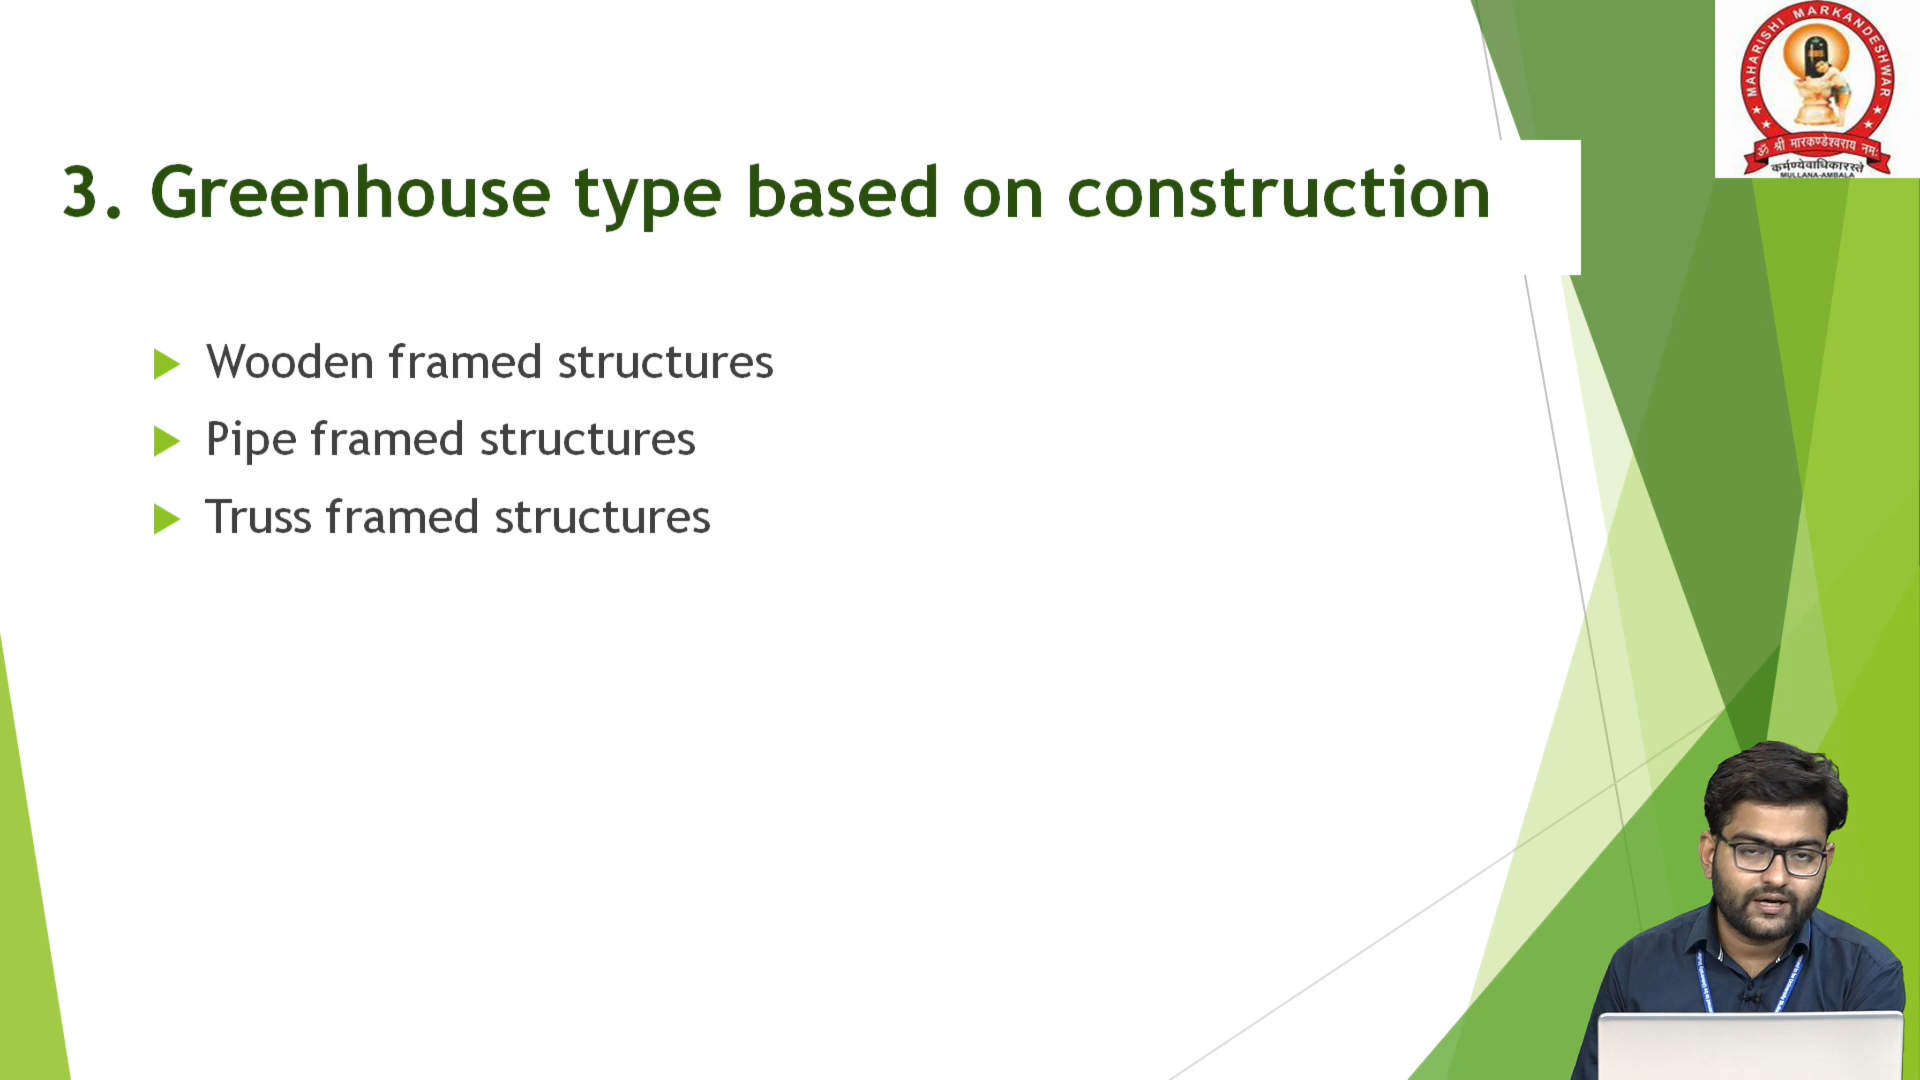 MAHARISHI MARKANDESHWAR
ॐ श्री मारकण्डेश्वराय नमः
कर्मण्येवाधिकारस्ते
MULLANA-AMBALA
3. Greenhouse type based on construction
Wooden framed structures
Pipe framed structures
Truss framed structures